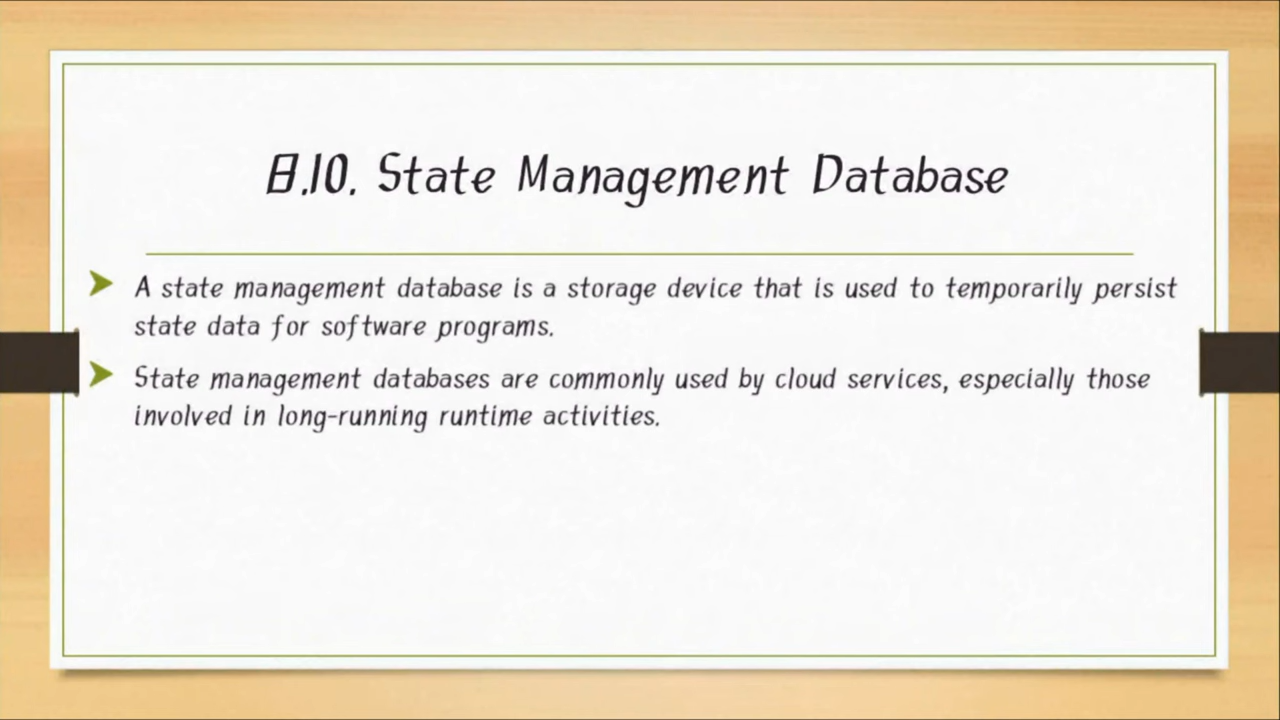 8.10. State Management Database
A state management database is a storage device that is used to temporarily persist
state data for software programs.
State management databases are commonly used by cloud services, especially those
involved in long-running runtime activities.